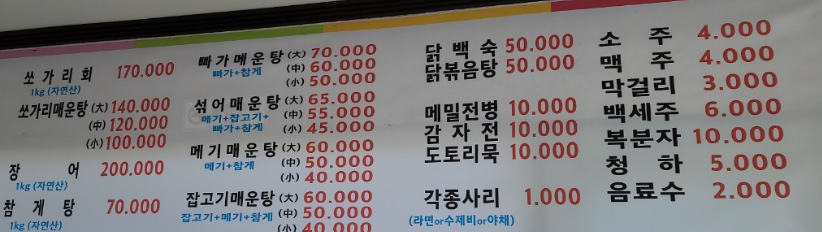 쏘가리회 170.000
1kg (자연산)
쏘가리매운탕 (大) 140.000
(中) 120.000
(小) 100.000
장어 200.000
1kg (자연산)
참게탕 70.000
1kg (자연산)
빠가매운탕 (大) 70.000
빠가+참게 (中) 60.000
(小) 50.000
섞어매운탕 (大) 65.000
메기+잡고기+ (中) 55.000
빠가+참게 (小) 45.000
메기매운탕 (大) 60.000
메기+참게 (中) 50.000
(小) 40.000
잡고기매운탕 (大) 60.000
잡고기+메기+참게 (中) 50.000
(小) 40.000
닭백숙 50.000
닭볶음탕 50.000
메밀전병 10.000
감자전 10.000
도토리묵 10.000
각종사리 1.000
(라면or수제비or야채)
소주 4.000
맥주 4.000
막걸리 3.000
백세주 6.000
복분자 10.000
청하 5.000
음료수 2.000